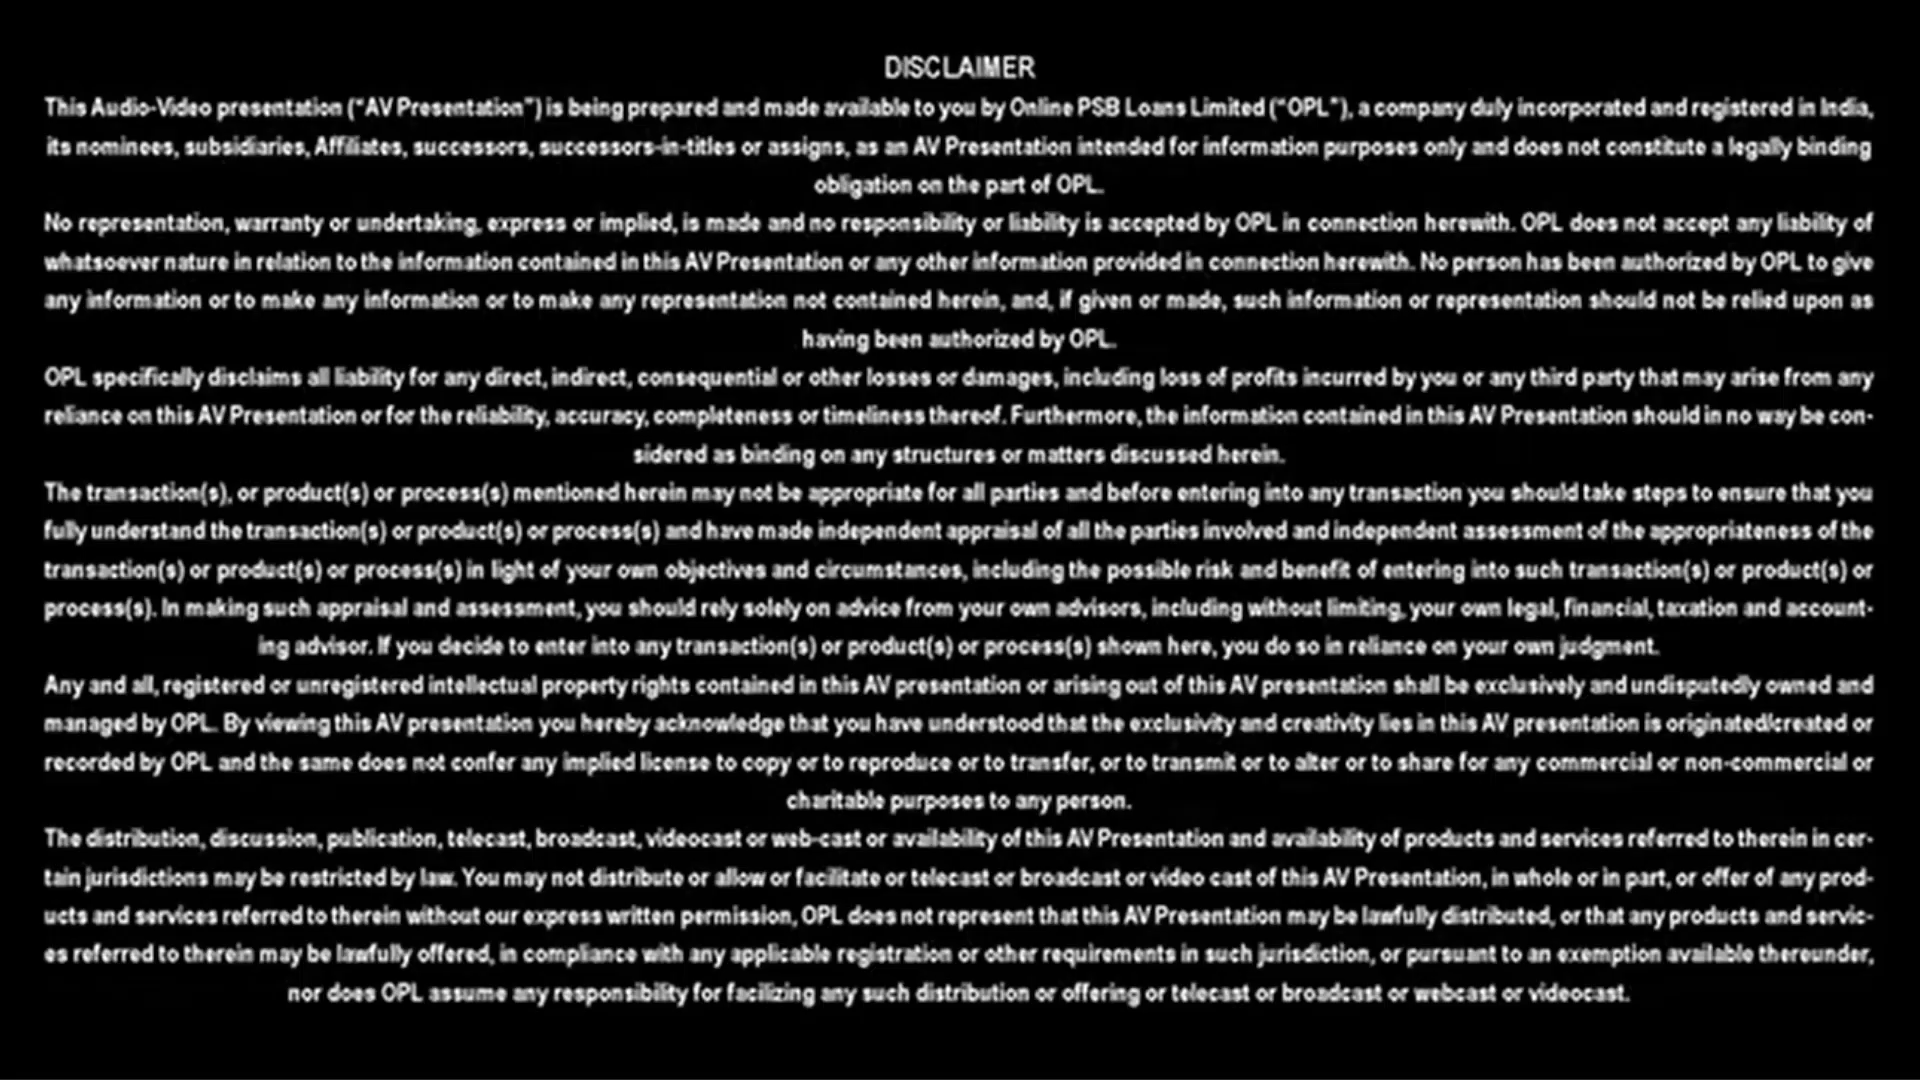 DISCLAIMER
This Audio-Video presentation (“AV Presentation”) is being prepared and made available to you by Online PSB Loans Limited (“OPL”), a company duly incorporated and registered in India,
its nominees, subsidiaries, Affiliates, successors, successors-in-titles or assigns, as an AV Presentation intended for information purposes only and does not constitute a legally binding
obligation on the part of OPL.
No representation, warranty or undertaking, express or implied, is made and no responsibility or liability is accepted by OPL in connection herewith. OPL does not accept any liability of
whatsoever nature in relation to the information contained in this AV Presentation or any other information provided in connection herewith. No person has been authorized by OPL to give
any information or to make any information or to make any representation not contained herein, and, if given or made, such information or representation should not be relied upon as
having been authorized by OPL.
OPL specifically disclaims all liability for any direct, indirect, consequential or other losses or damages, including loss of profits incurred by you or any third party that may arise from any
reliance on this AV Presentation or for the reliability, accuracy, completeness or timeliness thereof. Furthermore, the information contained in this AV Presentation should in no way be con-
sidered as binding on any structures or matters discussed herein.
The transaction(s), or product(s) or process(s) mentioned herein may not be appropriate for all parties and before entering into any transaction you should take steps to ensure that you
fully understand the transaction(s) or product(s) or process(s) and have made independent appraisal of all the parties involved and independent assessment of the appropriateness of the
transaction(s) or product(s) or process(s) in light of your own objectives and circumstances, including the possible risk and benefit of entering into such transaction(s) or product(s) or
process(s). In making such appraisal and assessment, you should rely solely on advice from your own advisors, including without limiting, your own legal, financial, taxation and account-
ing advisor. If you decide to enter into any transaction(s) or product(s) or process(s) shown here, you do so in reliance on your own judgment.
Any and all, registered or unregistered intellectual property rights contained in this AV presentation or arising out of this AV presentation shall be exclusively and undisputedly owned and
managed by OPL. By viewing this AV presentation you hereby acknowledge that you have understood that the exclusivity and creativity lies in this AV presentation is originated/created or
recorded by OPL and the same does not confer any implied license to copy or to reproduce or to transfer, or to transmit or to alter or to share for any commercial or non-commercial or
charitable purposes to any person.
The distribution, discussion, publication, telecast, broadcast, videocast or web-cast or availability of this AV Presentation and availability of products and services referred to therein in cer-
tain jurisdictions may be restricted by law. You may not distribute or allow or facilitate or telecast or broadcast or video cast of this AV Presentation, in whole or in part, or offer of any prod-
ucts and services referred to therein without our express written permission, OPL does not represent that this AV Presentation may be lawfully distributed, or that any products and servic-
es referred to therein may be lawfully offered, in compliance with any applicable registration or other requirements in such jurisdiction, or pursuant to an exemption available thereunder,
nor does OPL assume any responsibility for facilizing any such distribution or offering or telecast or broadcast or webcast or videocast.